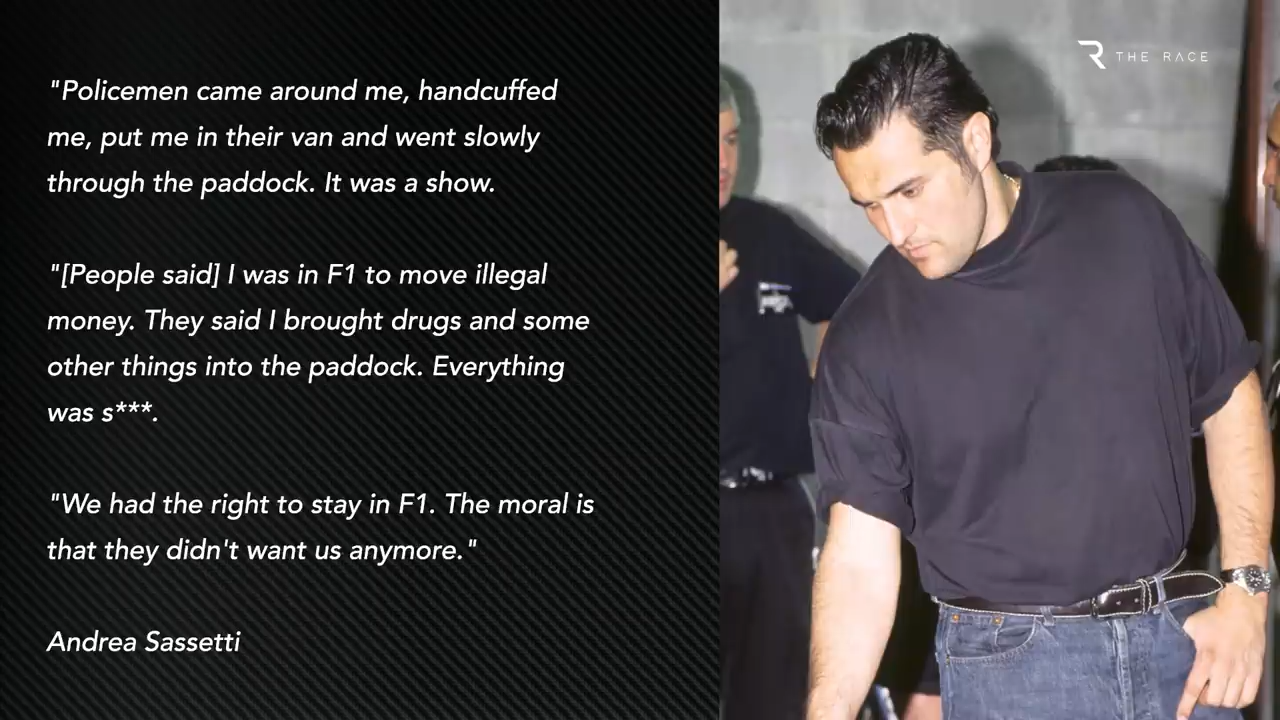 "Policemen came around me, handcuffed
me, put me in their van and went slowly
through the paddock. It was a show.
"[People said] I was in F1 to move illegal
money. They said I brought drugs and some
other things into the paddock. Everything
was s***.
"We had the right to stay in F1. The moral is
that they didn't want us anymore."
Andrea Sassetti
THE RACE